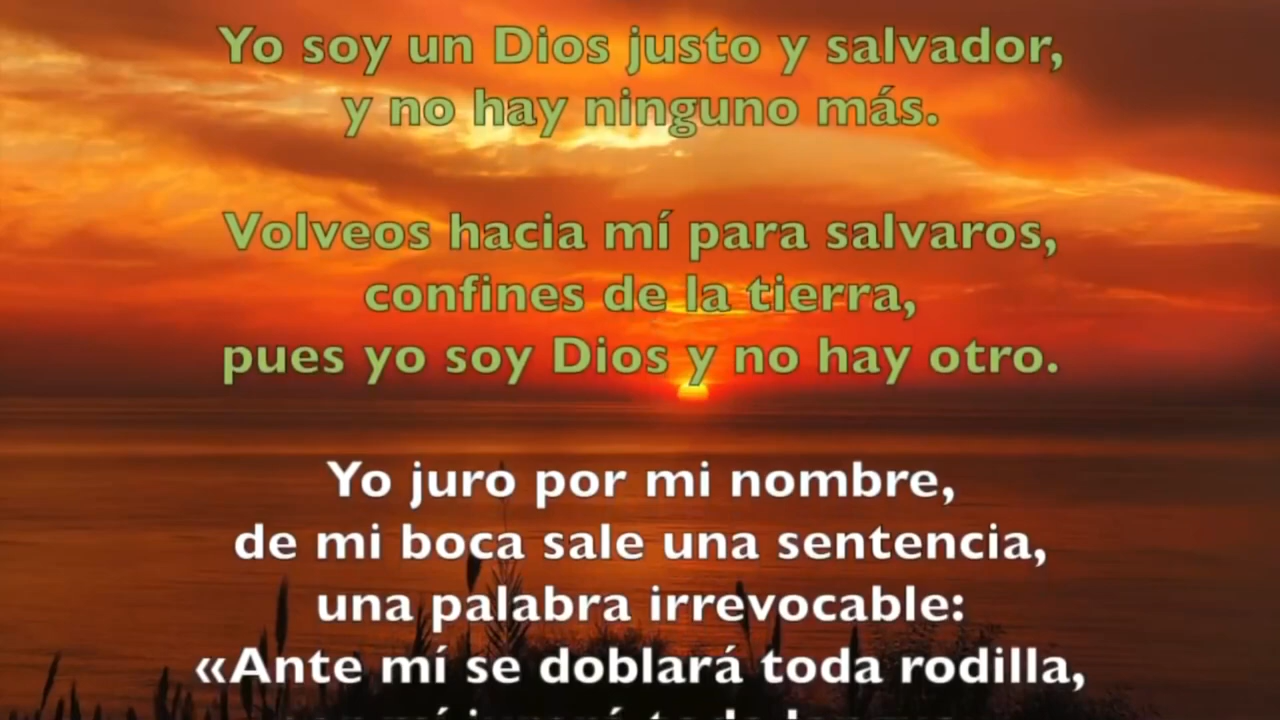 Yo soy un Dios justo y salvador,
y no hay ninguno más.
Volveos hacia mí para salvaros,
confines de la tierra,
pues yo soy Dios y no hay otro.
Yo juro por mi nombre,
de mi boca sale una sentencia,
una palabra irrevocable:
«Ante mí se doblará toda rodilla,